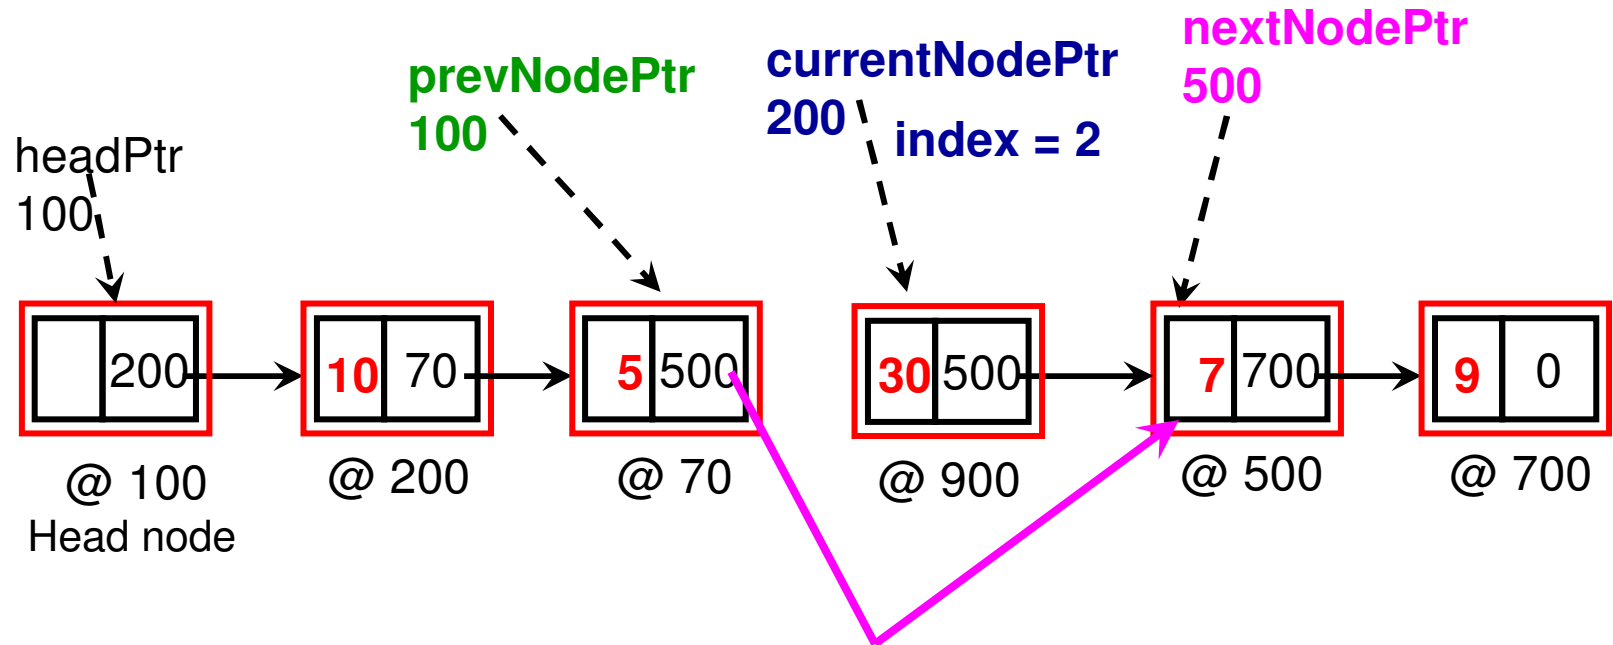 nextNodePtr
500
currentNodePtr
200
index = 2
prevNodePtr
100
headPtr
100
200
10 70
5 500
30 500
7 700
9 0
@ 100
@ 200
@ 70
@ 900
@ 500
@ 700
Head node